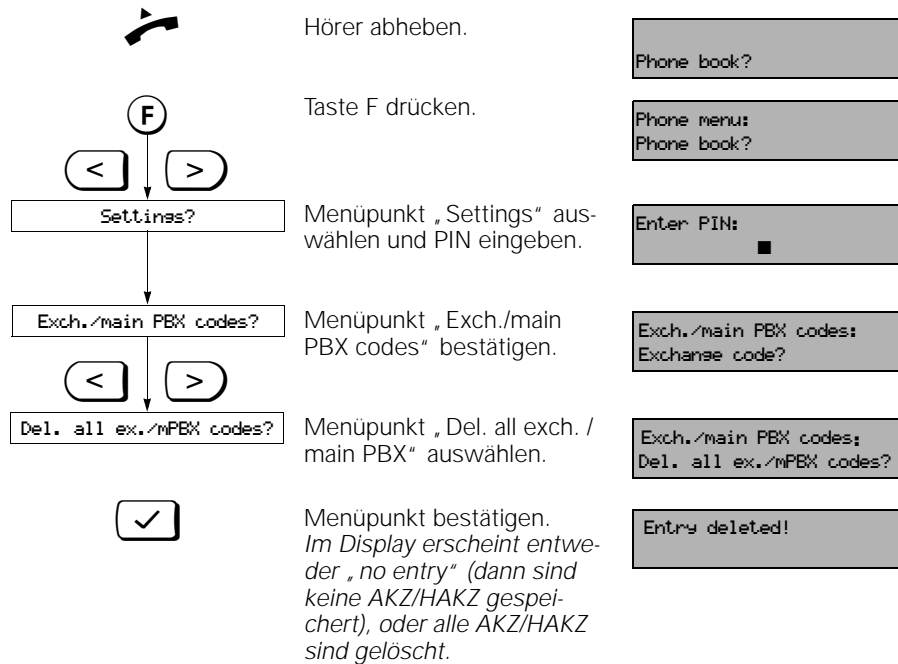 Hörer abheben.
Phone book?
F
Taste F drücken.
Phone menu:
Phone book?
< >
Settings?
Menüpunkt „Settings“ aus-
wählen und PIN eingeben.
Enter PIN:
Exch./main PBX codes?
Menüpunkt „Exch./main
PBX codes“ bestätigen.
Exch./main PBX codes:
Exchange code?
< >
Del. all ex./mPBX codes?
Menüpunkt „Del. all exch. /
main PBX“ auswählen.
Exch./main PBX codes:
Del. all ex./mPBX codes?
Menüpunkt bestätigen.
Im Display erscheint entwe-
der „no entry“ (dann sind
keine AKZ/HAKZ gespei-
chert), oder alle AKZ/HAKZ
sind gelöscht.
Entry deleted!